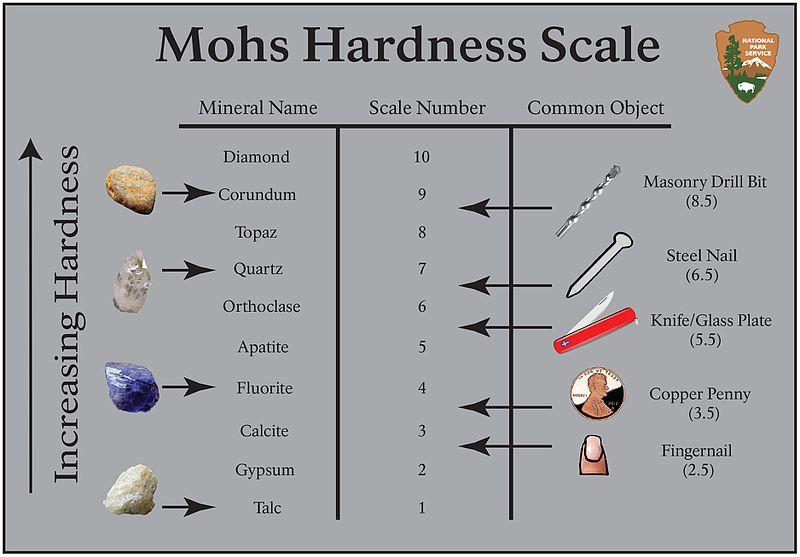 Mohs Hardness Scale
NATIONAL
PARK
SERVICE
Mineral Name Scale Number Common Object
Increasing Hardness
Diamond 10
Corundum 9
Masonry Drill Bit
(8.5)
Topaz 8
Quartz 7
Steel Nail
(6.5)
Orthoclase 6
Knife/Glass Plate
(5.5)
Apatite 5
Fluorite 4
Copper Penny
(3.5)
Calcite 3
Fingernail
(2.5)
Gypsum 2
Talc 1